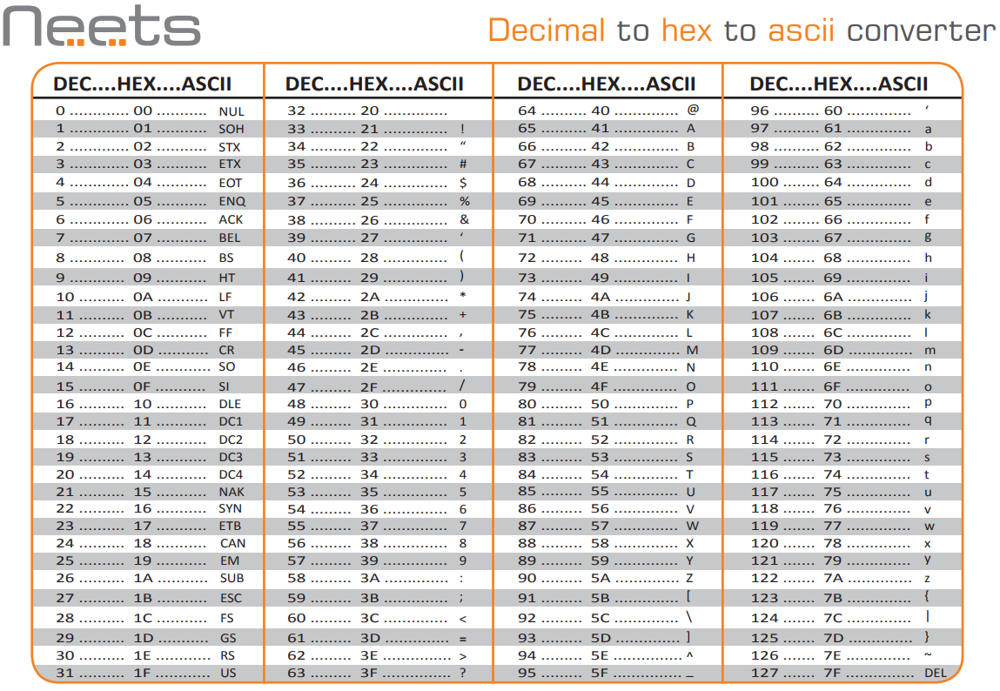 Neets
Decimal to hex to ascii converter
DEC....HEX....ASCII
0 ............. 00 ........... NUL
1 ............. 01 ........... SOH
2 ............. 02 ........... STX
3 ............. 03 ........... ETX
4 ............. 04 ........... EOT
5 ............. 05 ........... ENQ
6 ............. 06 ........... ACK
7 ............. 07 ........... BEL
8 ............. 08 ........... BS
9 ............. 09 ........... HT
10 ........... 0A ........... LF
11 ........... 0B ........... VT
12 ........... 0C ........... FF
13 ........... 0D ........... CR
14 ........... 0E ............ SO
15 ........... 0F ........... SI
16 ........... 10 ........... DLE
17 ........... 11 ........... DC1
18 ........... 12 ........... DC2
19 ........... 13 ........... DC3
20 ........... 14 ........... DC4
21 ........... 15 ........... NAK
22 ........... 16 ........... SYN
23 ........... 17 ........... ETB
24 ........... 18 ........... CAN
25 ........... 19 ........... EM
26 ........... 1A ........... SUB
27 ........... 1B ........... ESC
28 ........... 1C ........... FS
29 ........... 1D ........... GS
30 ........... 1E ............ RS
31 ........... 1F ............ US
DEC....HEX....ASCII
32 ......... 20 ..............
33 ......... 21 .............. !
34 ......... 22 .............. “
35 ......... 23 .............. #
36 ......... 24 .............. $
37 ......... 25 .............. %
38 ......... 26 .............. &
39 ......... 27 .............. ‘
40 ......... 28 .............. (
41 ......... 29 .............. )
42 ......... 2A .............. *
43 ......... 2B .............. +
44 ......... 2C .............. ,
45 ......... 2D .............. -
46 ......... 2E .............. .
47 ......... 2F .............. /
48 ......... 30 .............. 0
49 ......... 31 .............. 1
50 ......... 32 .............. 2
51 ......... 33 .............. 3
52 ......... 34 .............. 4
53 ......... 35 .............. 5
54 ......... 36 .............. 6
55 ......... 37 .............. 7
56 ......... 38 .............. 8
57 ......... 39 .............. 9
58 ......... 3A .............. :
59 ......... 3B .............. ;
60 ......... 3C .............. <
61 ......... 3D .............. =
62 ......... 3E .............. >
63 ......... 3F .............. ?
DEC....HEX....ASCII
64 ......... 40 .............. @
65 ......... 41 .............. A
66 ......... 42 .............. B
67 ......... 43 .............. C
68 ......... 44 .............. D
69 ......... 45 .............. E
70 ......... 46 .............. F
71 ......... 47 .............. G
72 ......... 48 .............. H
73 ......... 49 .............. I
74 ......... 4A .............. J
75 ......... 4B .............. K
76 ......... 4C .............. L
77 ......... 4D .............. M
78 ......... 4E .............. N
79 ......... 4F .............. O
80 ......... 50 .............. P
81 ......... 51 .............. Q
82 ......... 52 .............. R
83 ......... 53 .............. S
84 ......... 54 .............. T
85 ......... 55 .............. U
86 ......... 56 .............. V
87 ......... 57 .............. W
88 ......... 58 .............. X
89 ......... 59 .............. Y
90 ......... 5A .............. Z
91 ......... 5B .............. [
92 ......... 5C .............. \
93 ......... 5D .............. ]
94 ......... 5E ............... ^
95 ......... 5F ............... _
DEC....HEX....ASCII
96 ......... 60 .............. ‘
97 ......... 61 .............. a
98 ......... 62 .............. b
99 ......... 63 .............. c
100 ....... 64 .............. d
101 ....... 65 .............. e
102 ....... 66 .............. f
103 ....... 67 .............. g
104 ....... 68 .............. h
105 ....... 69 .............. i
106 ....... 6A .............. j
107 ....... 6B .............. k
108 ....... 6C .............. l
109 ....... 6D .............. m
110 ....... 6E .............. n
111 ....... 6F .............. o
112 ....... 70 .............. p
113 ....... 71 .............. q
114 ....... 72 .............. r
115 ....... 73 .............. s
116 ....... 74 .............. t
117 ....... 75 .............. u
118 ....... 76 .............. v
119 ....... 77 .............. w
120 ....... 78 .............. x
121 ....... 79 .............. y
122 ....... 7A .............. z
123 ....... 7B .............. {
124 ....... 7C .............. |
125 ....... 7D .............. }
126 ....... 7E .............. ~
127 ....... 7F ............... DEL